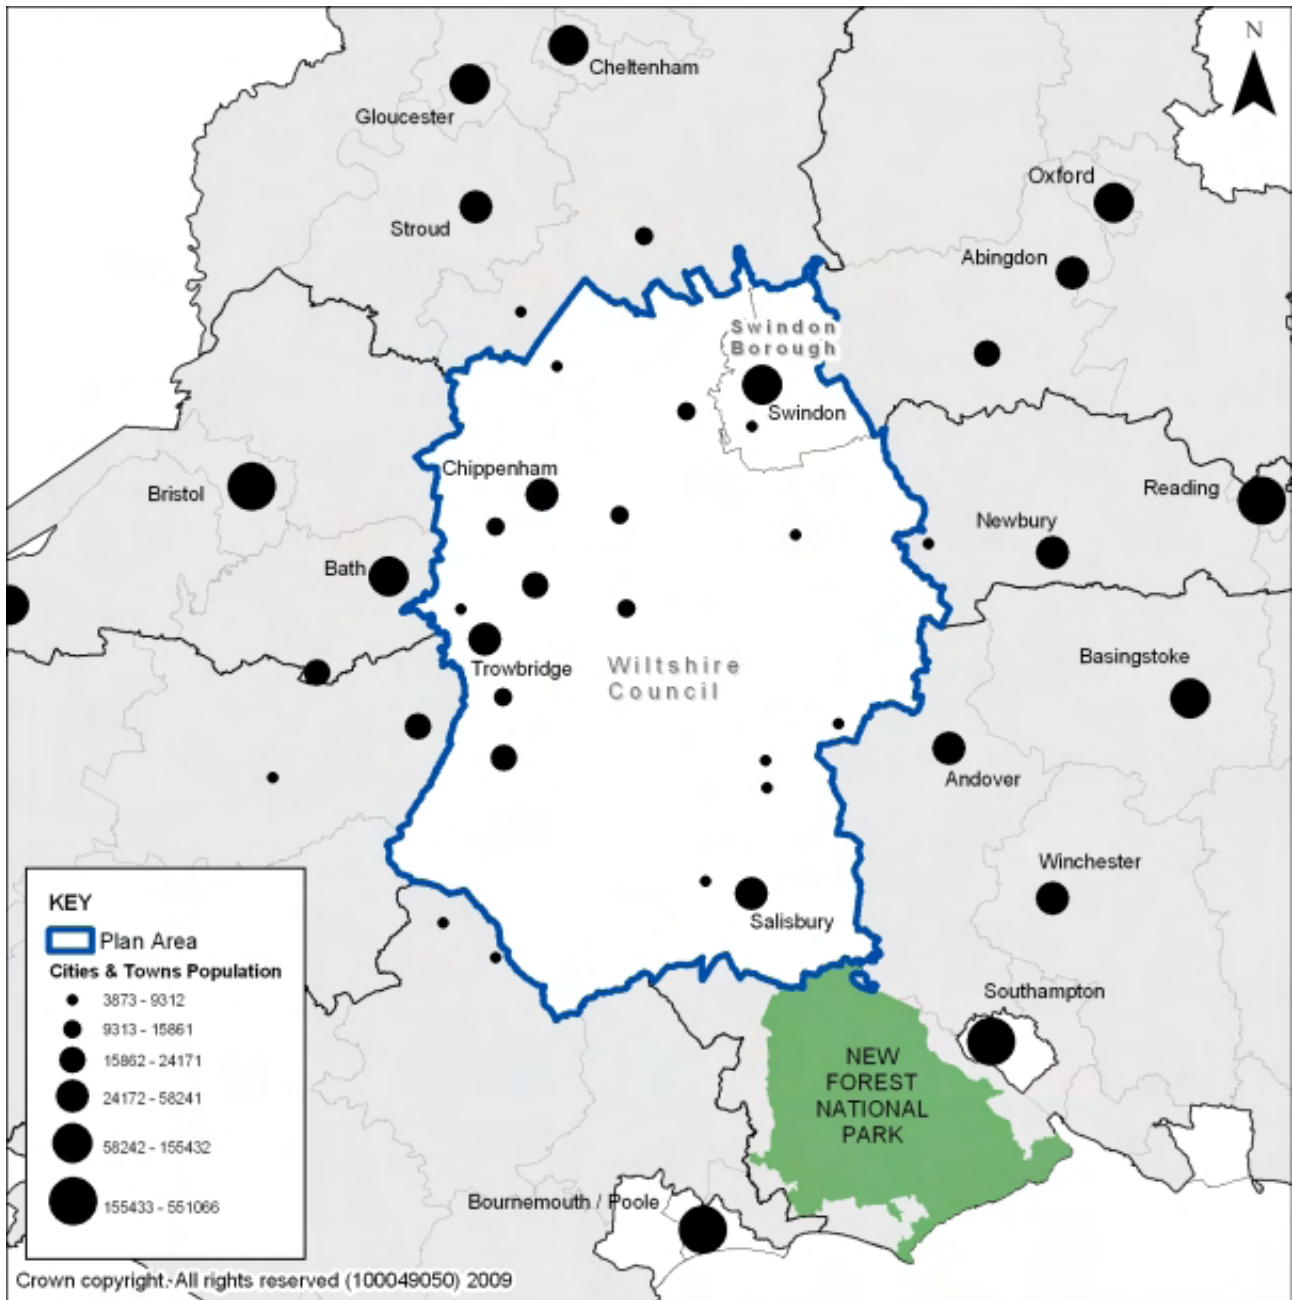 N
Cheltenham
Gloucester
Oxford
Stroud
Abingdon
Swindon
Borough
Swindon
Chippenham
Bristol
Reading
Newbury
Bath
Wiltshire
Council
Trowbridge
Basingstoke
Andover
Winchester
Salisbury
Southampton
NEW
FOREST
NATIONAL
PARK
Bournemouth / Poole
KEY
Plan Area
Cities & Towns Population
3873 - 9312
9313 - 15861
15862 - 24171
24172 - 58241
58242 - 155432
155433 - 551066
Crown copyright. All rights reserved (100049050) 2009